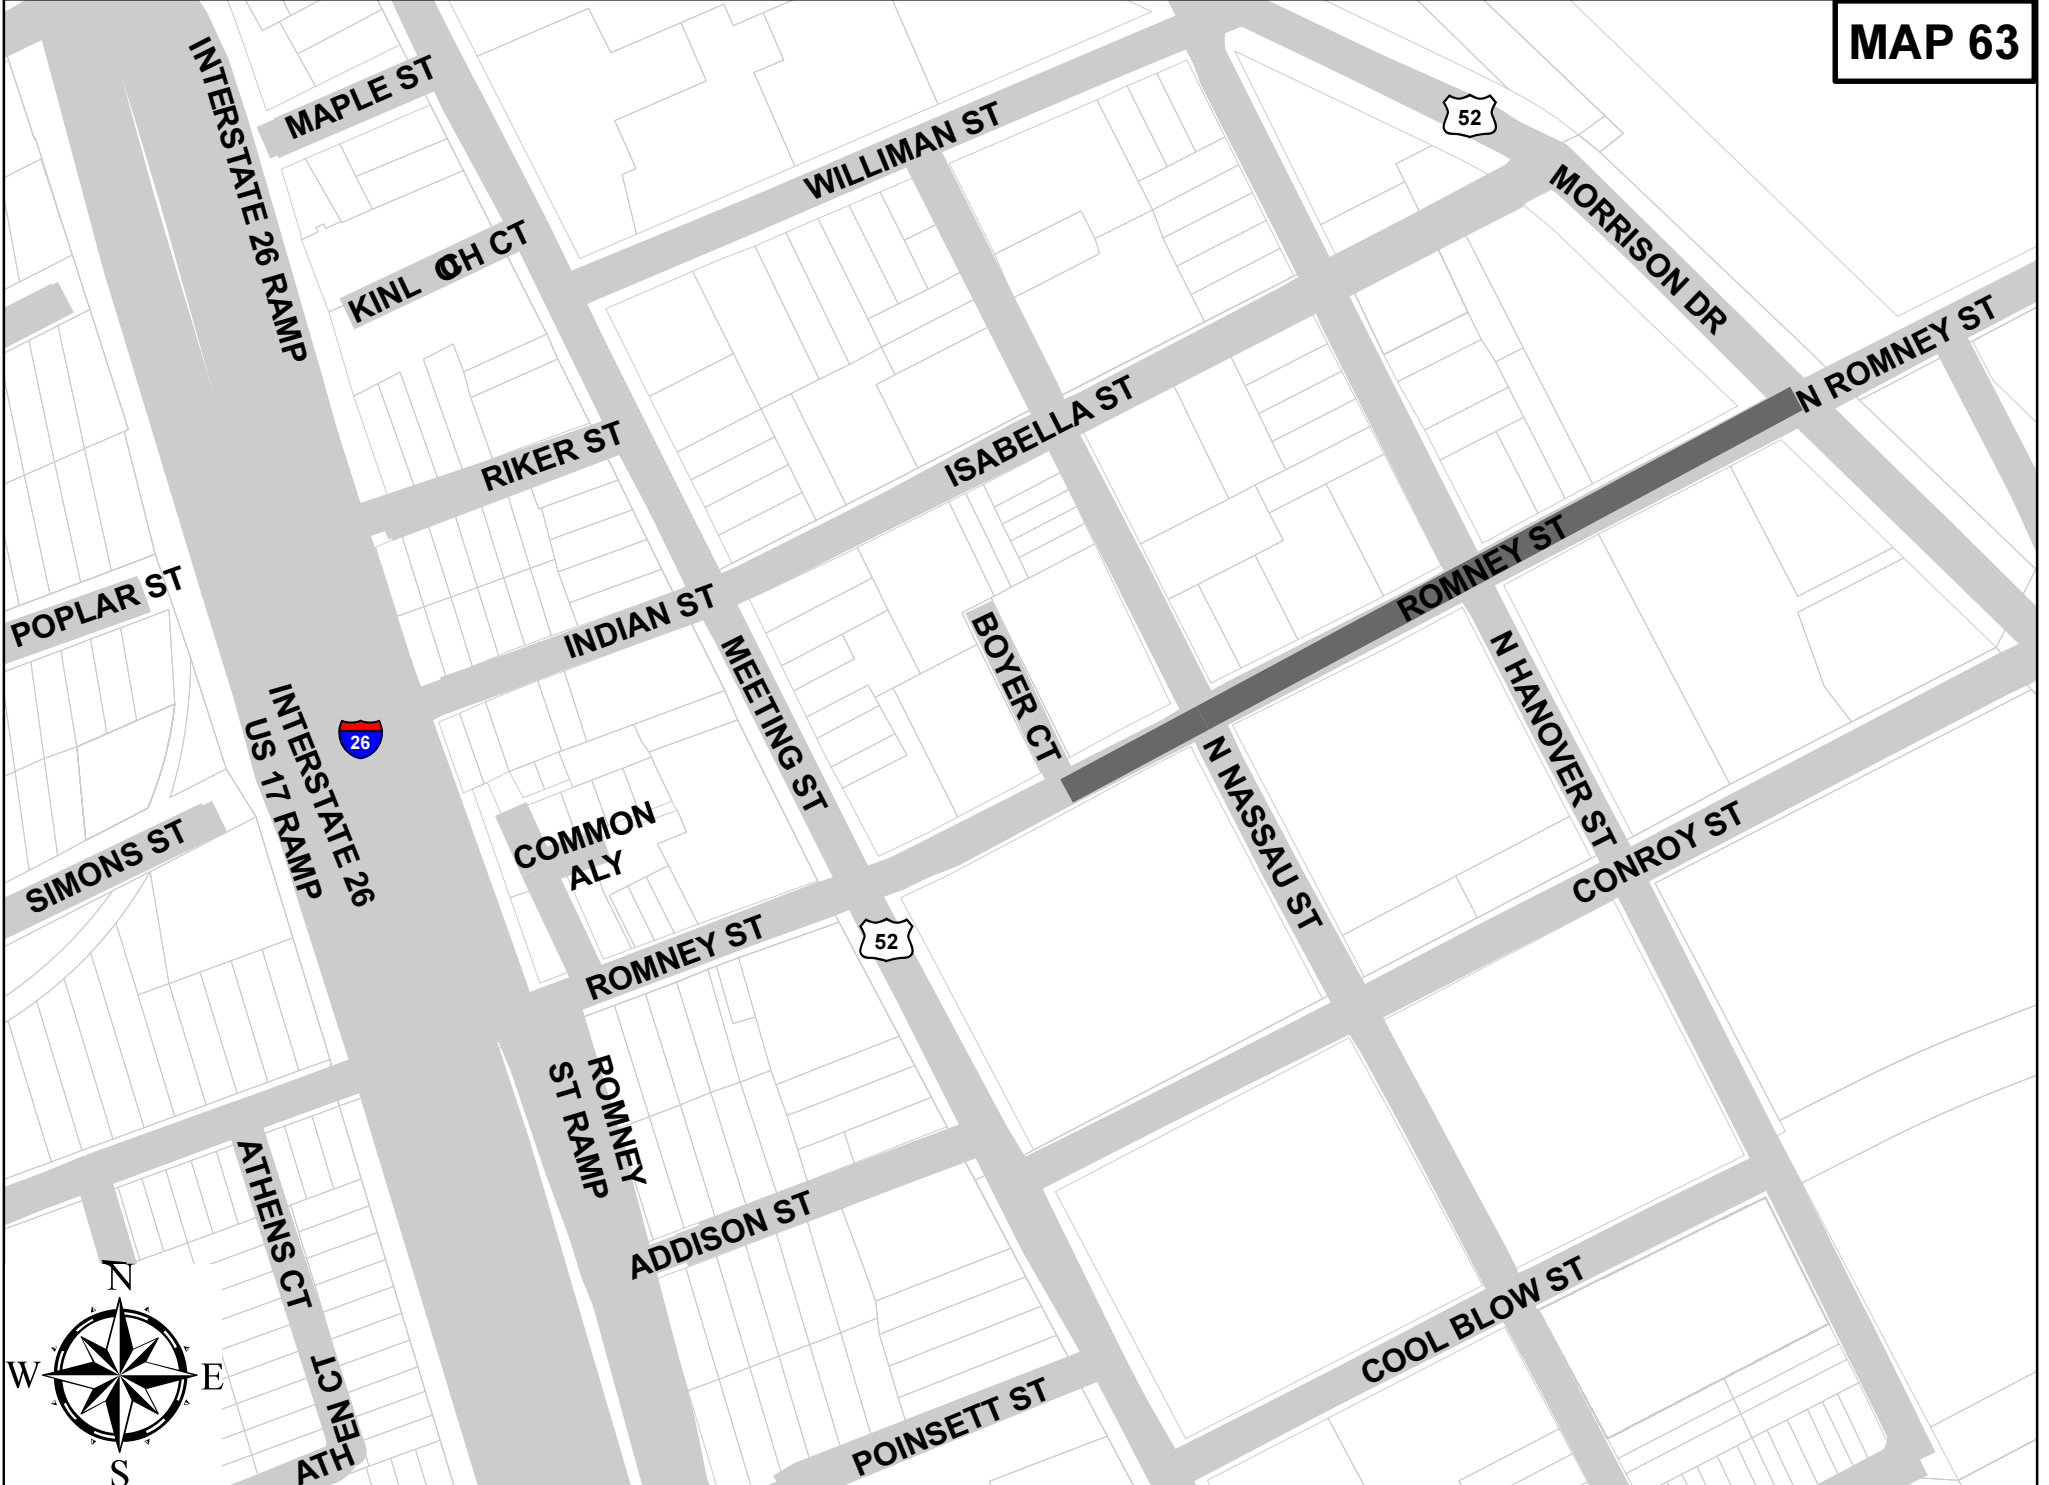 MAP 63
INTERSTATE 26 RAMP
MAPLE ST
WILLIMAN ST
52
MORRISON DR
KINL OCH CT
N ROMNEY ST
RIKER ST
ISABELLA ST
ROMNEY ST
POPLAR ST
INDIAN ST
BOYER CT
MEETING ST
N HANOVER ST
INTERSTATE 26
US 17 RAMP
26
N NASSAU ST
COMMON
ALY
SIMONS ST
CONROY ST
ROMNEY ST
52
ROMNEY
ST RAMP
ATHENS CT
ADDISON ST
COOL BLOW ST
POINSETT ST
ATHEN CT
N
W
E
S